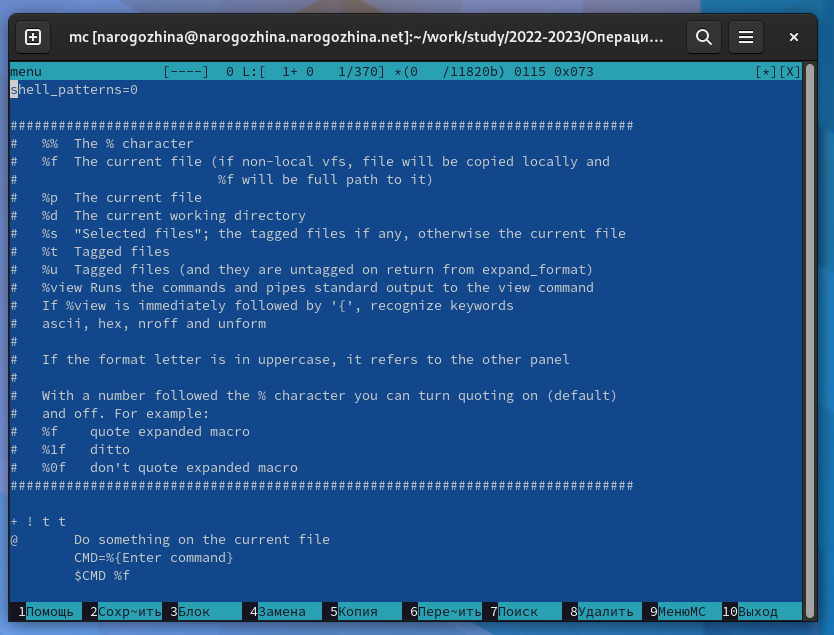 mc [narogozhina@narogozhina.narogozhina.net]:~/work/study/2022-2023/Операци...
menu               [----]  0 L:[  1+ 0   1/370] *(0   /11820b) 0115 0x073                    [*][X]
shell_patterns=0
##############################################################################
#   %%  The % character
#   %f  The current file (if non-local vfs, file will be copied locally and
#                         %f will be full path to it)
#   %p  The current file
#   %d  The current working directory
#   %s  "Selected files"; the tagged files if any, otherwise the current file
#   %t  Tagged files
#   %u  Tagged files (and they are untagged on return from expand_format)
#   %view Runs the commands and pipes standard output to the view command
#   If %view is immediately followed by '{', recognize keywords
#   ascii, hex, nroff and unform
#
#   If the format letter is in uppercase, it refers to the other panel
#
#   With a number followed the % character you can turn quoting on (default)
#   and off. For example:
#   %f    quote expanded macro
#   %1f   ditto
#   %0f   don't quote expanded macro
##############################################################################
+ ! t t
@       Do something on the current file
        CMD=%{Enter command}
        $CMD %f
1Помощь 2Сохр~ить 3Блок 4Замена 5Копия 6Пере~ить 7Поиск 8Удалить 9МенюMC 10Выход